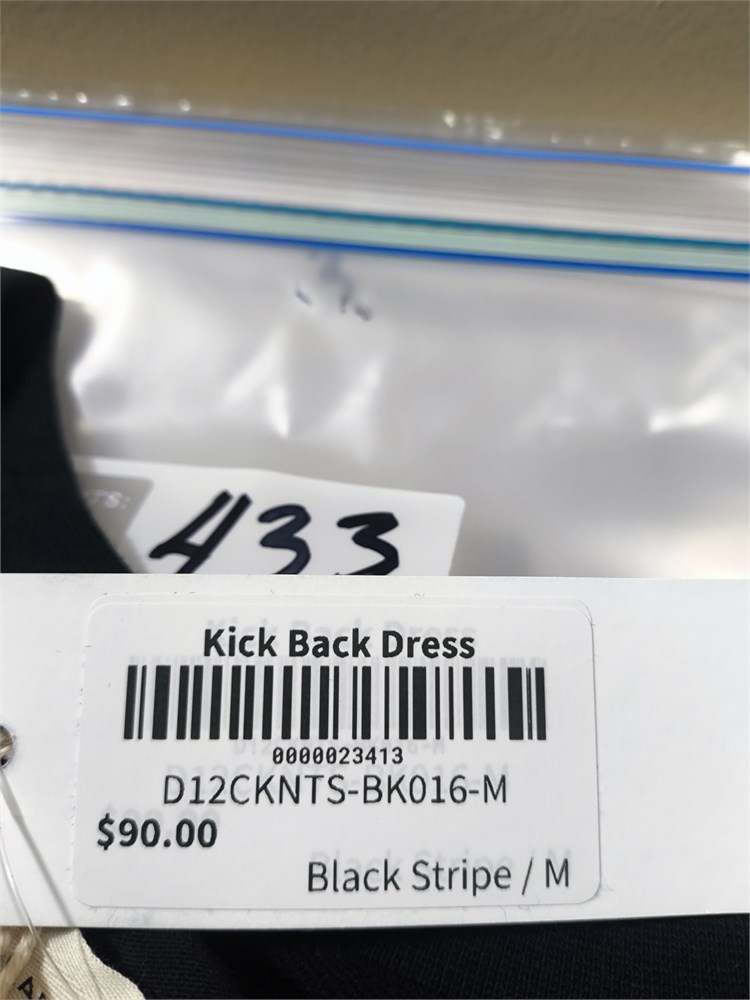 433
Kick Back Dress
0000023413
D12CKNTS-BK016-M
$90.00
Black Stripe / M